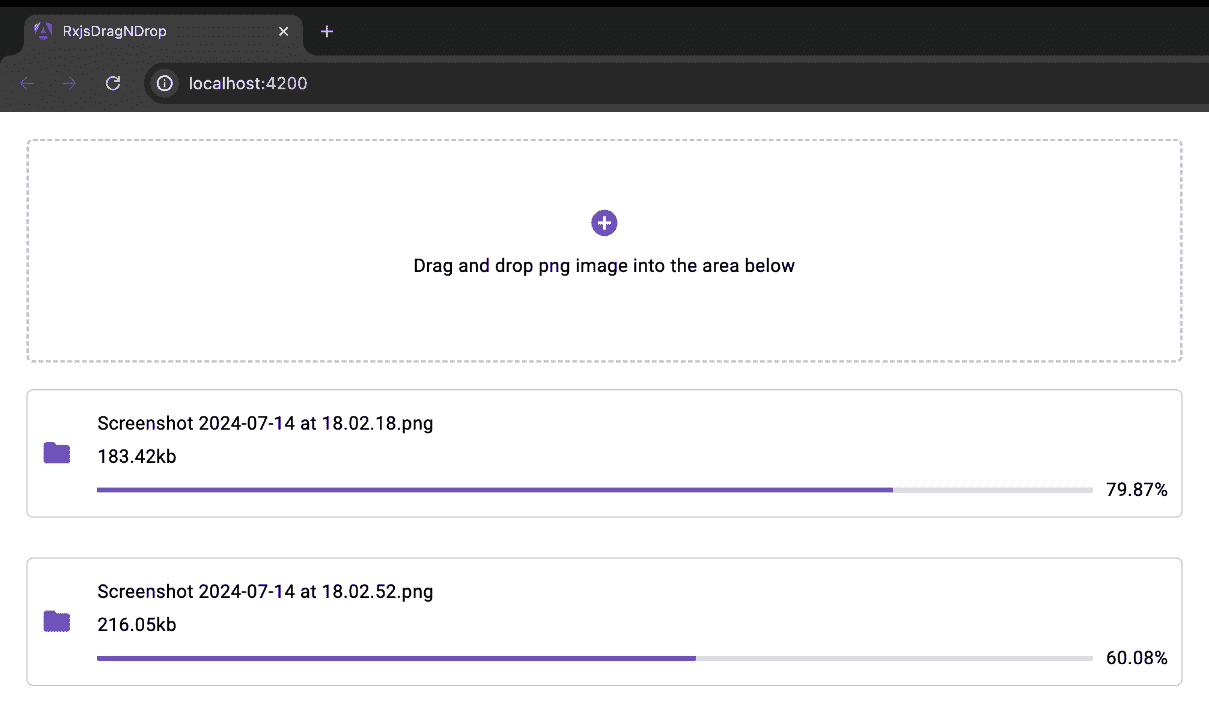 RxjsDragNDrop
localhost:4200
Drag and drop png image into the area below
Screenshot 2024-07-14 at 18.02.18.png
183.42kb
79.87%
Screenshot 2024-07-14 at 18.02.52.png
216.05kb
60.08%